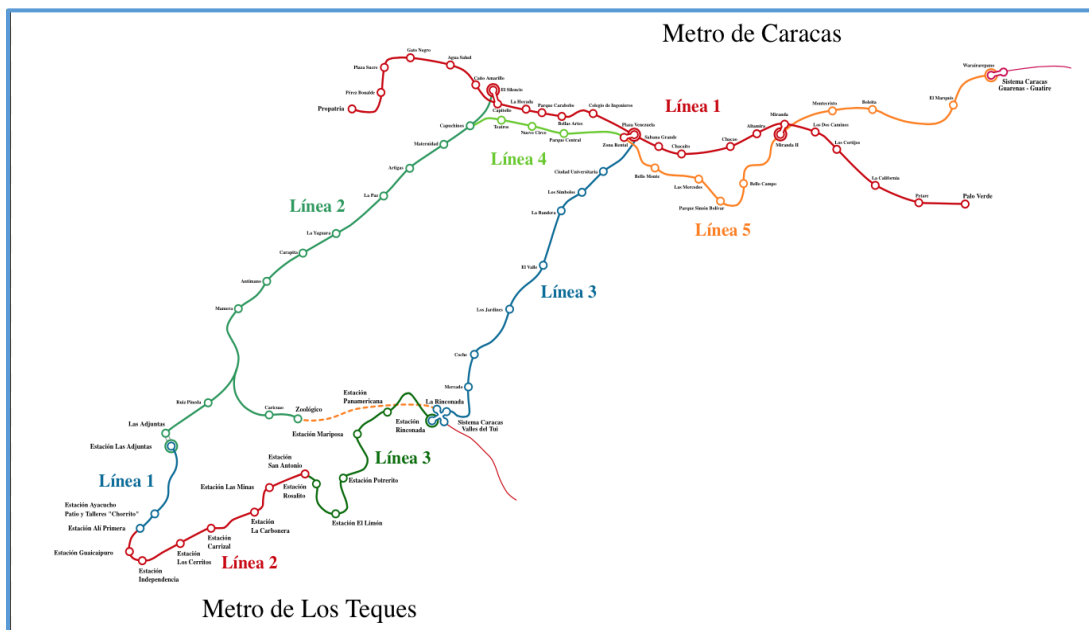 Metro de Caracas
Gato Negro
Plaza Sucre
Agua Salud
Caño Amarillo
Pérez Bonalde
El Silencio
Propatria
Capitolio
La Hoyada
Parque Carabobo
Bellas Artes
Colegio de Ingenieros
Línea 1
Plaza Venezuela
Zona Rental
Sabana Grande
Chacaíto
Chacao
Altamira
Miranda
Miranda II
Los Dos Caminos
Los Cortijos
La California
Petare
Palo Verde
Montecristo
Boleíta
El Marqués
Warairarepano
Sistema Caracas
Guarenas - Guatire
Capuchinos
Teatros
Nuevo Circo
Parque Central
Línea 4
Maternidad
Artigas
La Paz
Línea 2
La Yaguara
Carapita
Antímano
Mamera
Ciudad Universitaria
Los Símbolos
La Bandera
El Valle
Línea 3
Los Jardines
Coche
Mercado
La Rinconada
Bello Monte
Las Mercedes
Parque Simón Bolívar
Bello Campo
Línea 5
Ruiz Pineda
Caricuao
Zoológico
Estación
Panamericana
Estación
Rinconada
Sistema Caracas
Valles del Tui
Las Adjuntas
Estación Las Adjuntas
Estación Mariposa
Línea 3
Línea 1
Estación
San Antonio
Estación Las Minas
Estación
Rosalito
Estación Potrerito
Estación Ayacucho
Patio y Talleres "Chorrito"
Estación Alí Primera
Estación
La Carbonera
Estación El Limón
Estación
Carrizal
Estación Guaicaipuro
Estación
Los Cerritos
Línea 2
Estación
Independencia
Metro de Los Teques